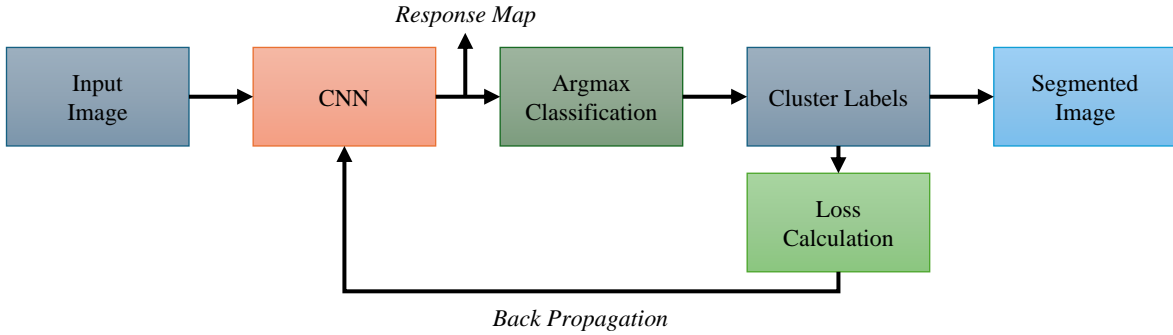 Response Map
Input
Image
CNN
Argmax
Classification
Cluster Labels
Segmented
Image
Loss
Calculation
Back Propagation